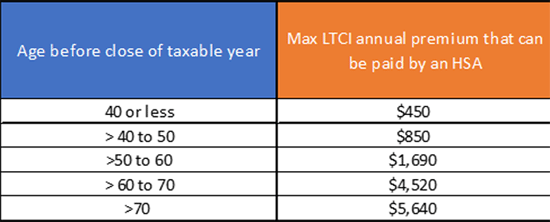 Age before close of taxable year
Max LTCI annual premium that can
be paid by an HSA
40 or less
$450
> 40 to 50
$850
>50 to 60
$1,690
> 60 to 70
$4,520
>70
$5,640